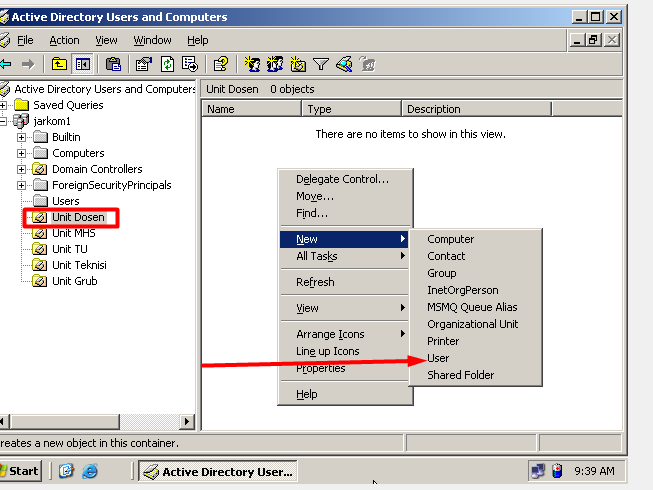 Active Directory Users and Computers
File Action View Window Help
Active Directory Users and Computers
Saved Queries
jarkom1
Builtin
Computers
Domain Controllers
ForeignSecurityPrincipals
Users
Unit Dosen
Unit MHS
Unit TU
Unit Teknisi
Unit Grub
Unit Dosen 0 objects
Name Type Description
There are no items to show in this view.
Delegate Control...
Move...
Find...
New
All Tasks
Refresh
View
Arrange Icons
Line up Icons
Properties
Help
Computer
Contact
Group
InetOrgPerson
MSMQ Queue Alias
Organizational Unit
Printer
User
Shared Folder
reates a new object in this container.
Start
Active Directory User...
9:39 AM